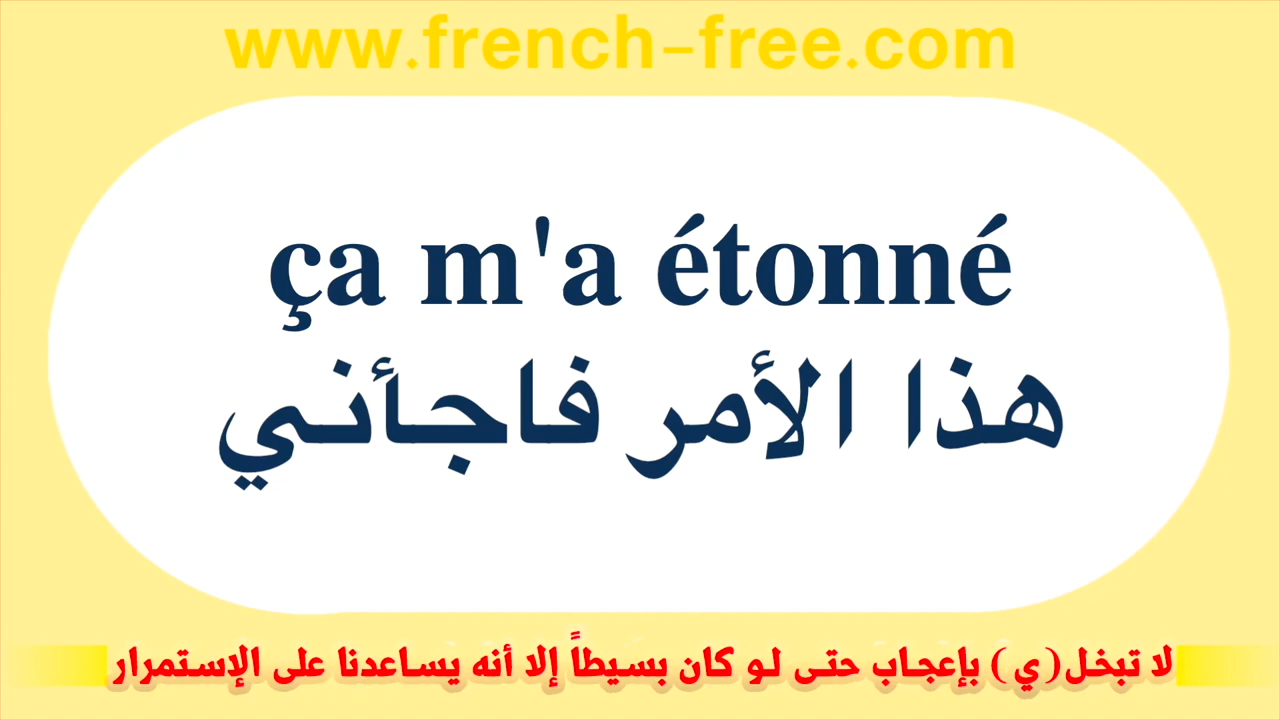 www.french-free.com
ça m'a étonné
هذا الأمر فاجأني
لا تبخل(ي) بإعجاب حتى لو كان بسيطاً إلا أنه يساعدنا على الإستمرار